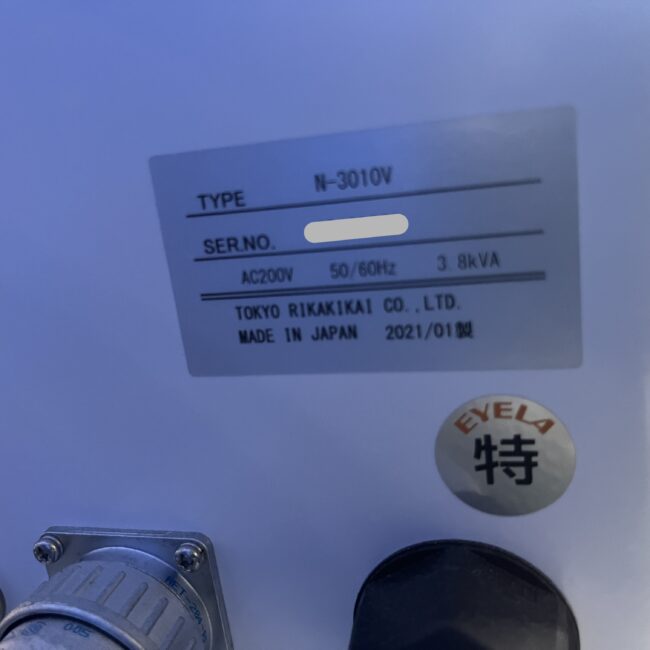 TYPE N-3010V
SER.NO.
AC200V 50/60Hz 3.8kVA
TOKYO RIKAKIKAI CO.,LTD.
MADE IN JAPAN 2021/01製
EYELA
特